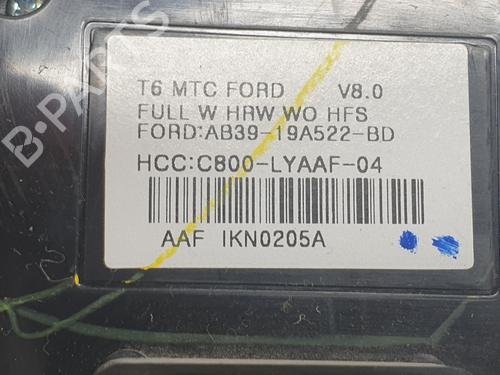 T6 MTC FORD V8.0
FULL W HRW WO HFS
FORD:AB39-19A522-BD
HCC:C800-LYAAF-04
AAF IKN0205A